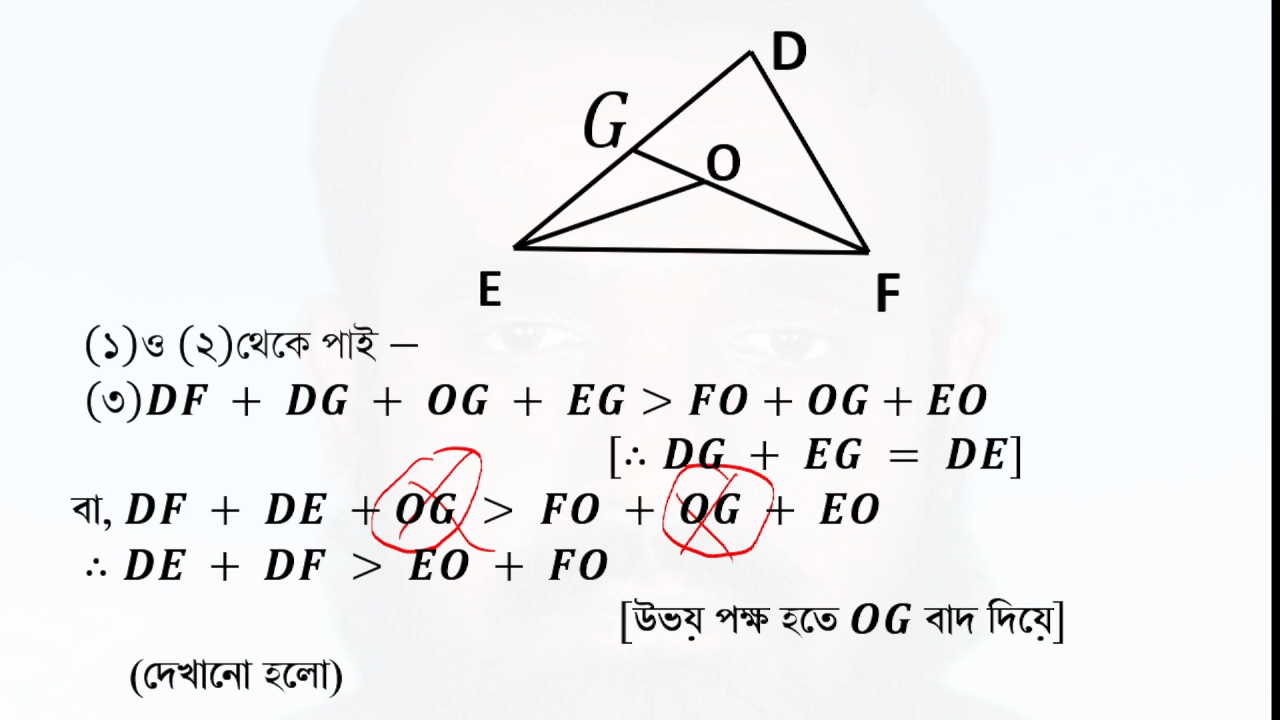 D
G
O
E
F
(১)ও (২)থেকে পাই −
(৩)DF + DG + OG + EG > FO + OG + EO
[∴ DG + EG = DE]
বা, DF + DE + OG > FO + OG + EO
∴ DE + DF > EO + FO
[উভয় পক্ষ হতে OG বাদ দিয়ে]
(দেখানো হলো)